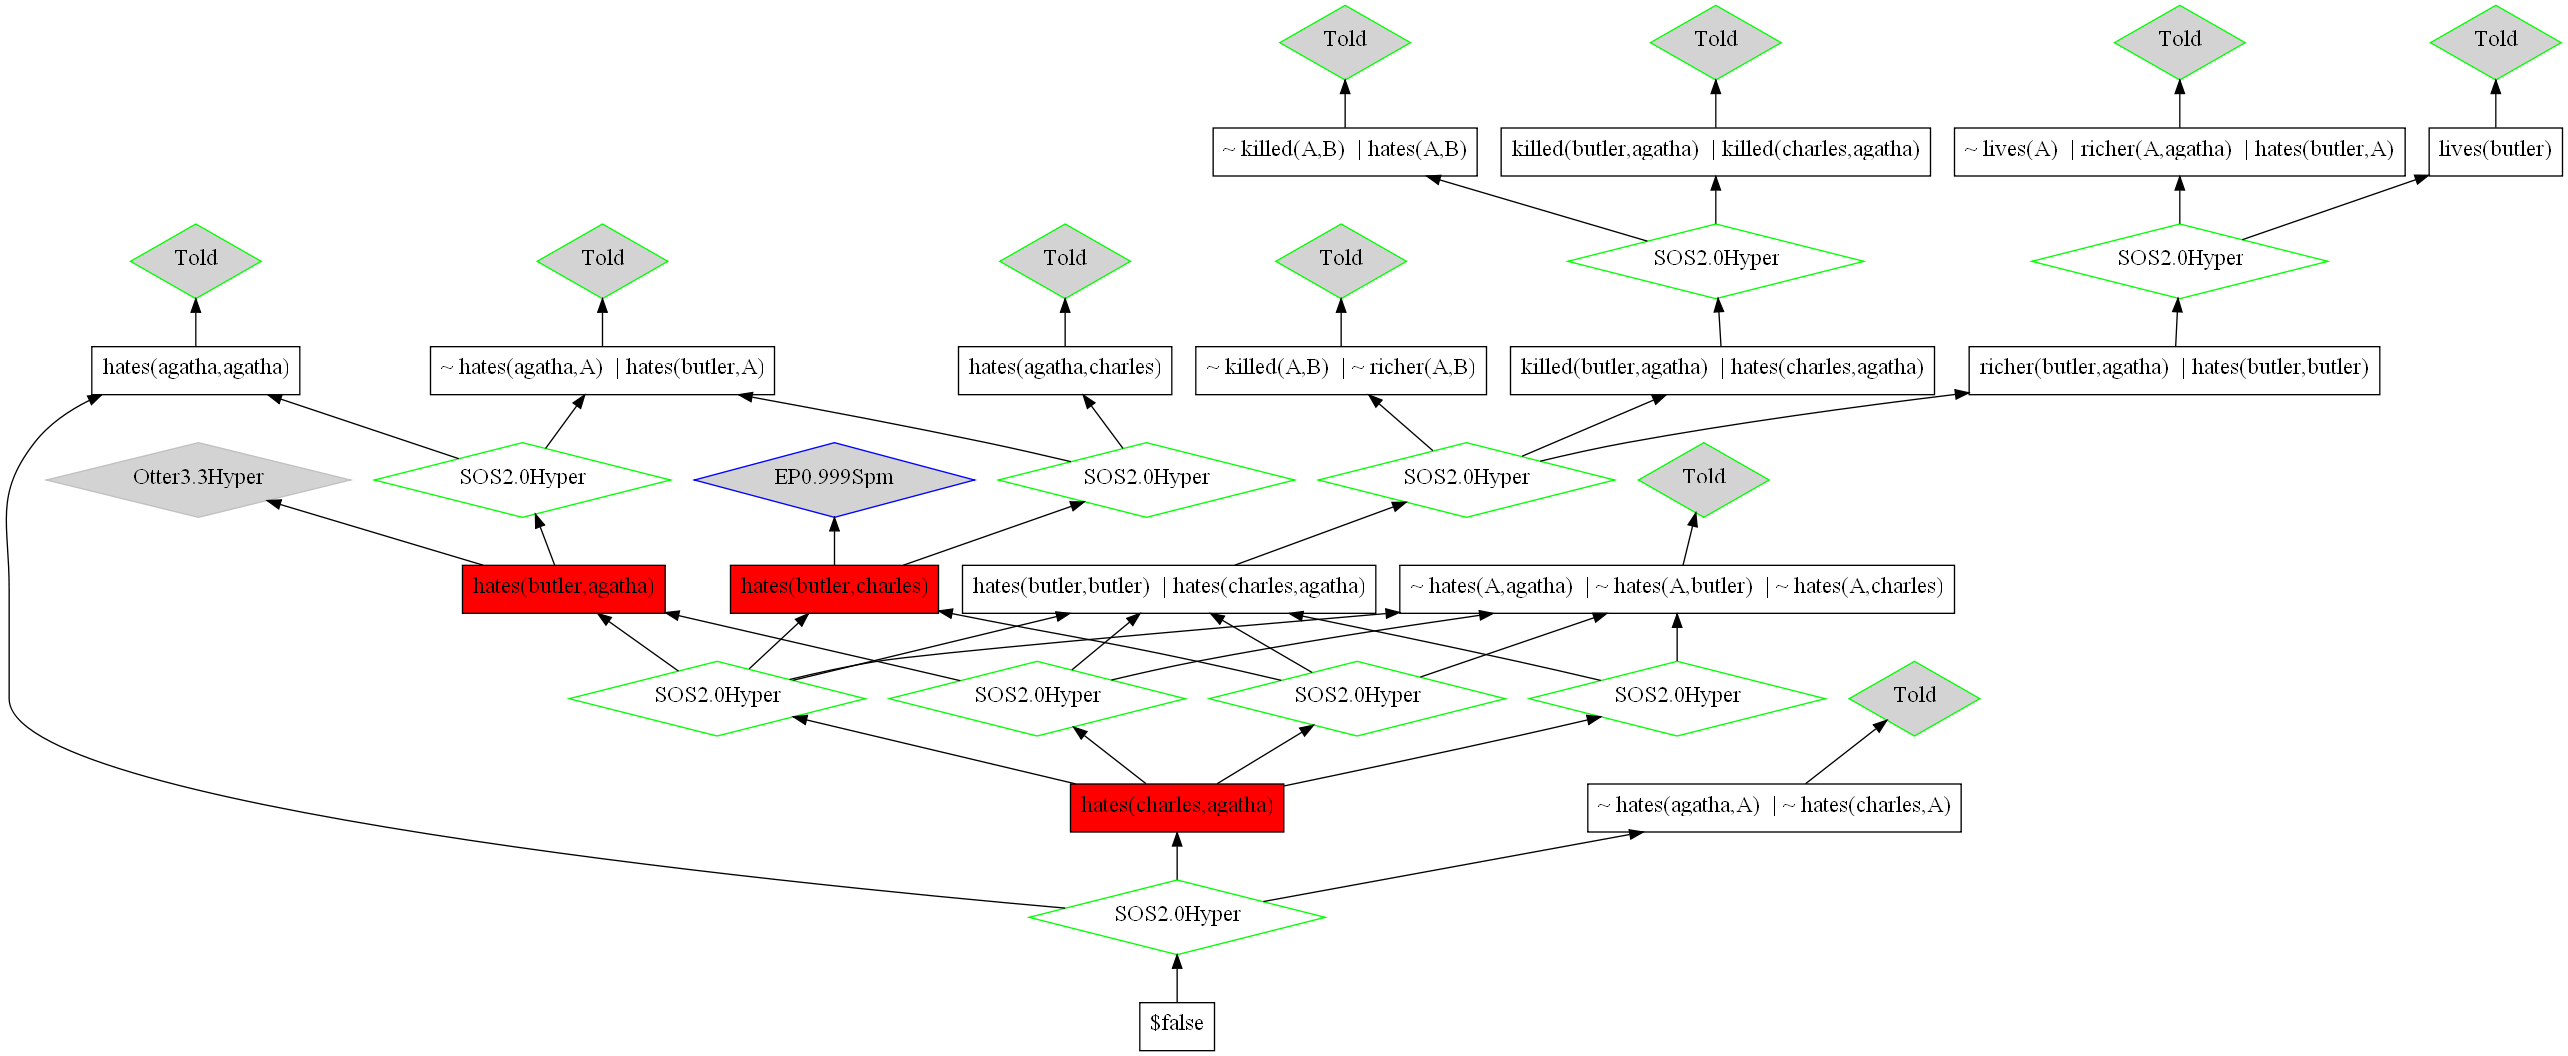 Told
Told
Told
Told
~ killed(A,B) | hates(A,B)
killed(butler,agatha) | killed(charles,agatha)
~ lives(A) | richer(A,agatha) | hates(butler,A)
lives(butler)
Told
Told
Told
Told
SOS2.0Hyper
SOS2.0Hyper
hates(agatha,agatha)
~ hates(agatha,A) | hates(butler,A)
hates(agatha,charles)
~ killed(A,B) | ~ richer(A,B)
killed(butler,agatha) | hates(charles,agatha)
richer(butler,agatha) | hates(butler,butler)
Otter3.3Hyper
SOS2.0Hyper
EP0.999Spm
SOS2.0Hyper
SOS2.0Hyper
Told
hates(butler,agatha)
hates(butler,charles)
hates(butler,butler) | hates(charles,agatha)
~ hates(A,agatha) | ~ hates(A,butler) | ~ hates(A,charles)
SOS2.0Hyper
SOS2.0Hyper
SOS2.0Hyper
SOS2.0Hyper
Told
hates(charles,agatha)
~ hates(agatha,A) | ~ hates(charles,A)
SOS2.0Hyper
$false